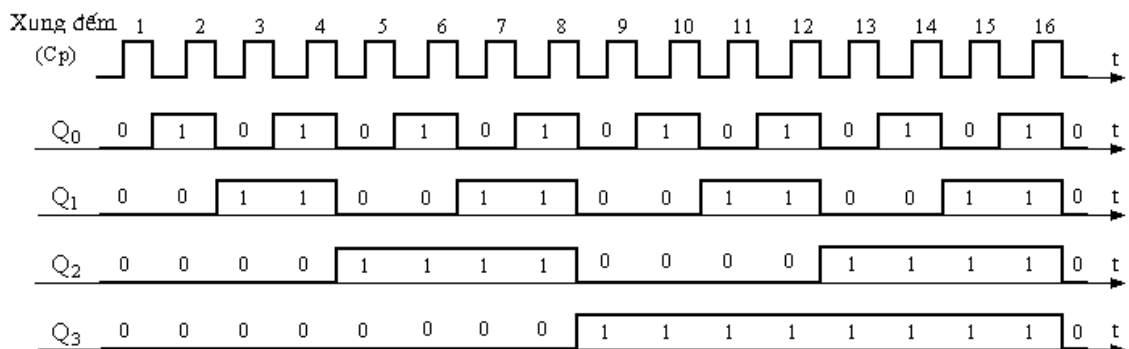 Xung đếm 1 2 3 4 5 6 7 8 9 10 11 12 13 14 15 16
(Cp) t
Q0 0 1 0 1 0 1 0 1 0 1 0 1 0 1 0 1 0 t
Q1 0 0 1 1 0 0 1 1 0 0 1 1 0 0 1 1 0 t
Q2 0 0 0 0 1 1 1 1 0 0 0 0 1 1 1 1 0 t
Q3 0 0 0 0 0 0 0 0 1 1 1 1 1 1 1 1 0 t